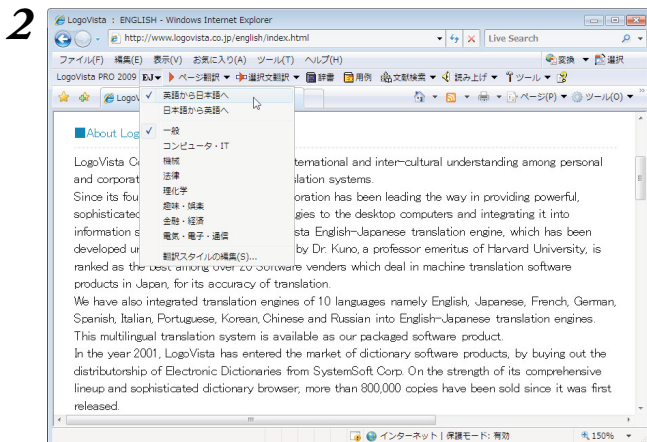 2
LogoVista : ENGLISH - Windows Internet Explorer
http://www.logovista.co.jp/english/index.html
Live Search
ファイル(F) 編集(E) 表示(V) お気に入り(A) ツール(T) ヘルプ(H)
変換 選択
LogoVista PRO 2009 EJ ページ翻訳 選択文翻訳 辞書 用例 文献検索 読み上げ ツール
LogoV
ページ(P) ツール(O)
✓ 英語から日本語へ
日本語から英語へ
✓ 一般
コンピュータ・IT
機械
法律
理化学
趣味・娯楽
金融・経済
電気・電子・通信
翻訳スタイルの編集(S)...
■About Log
LogoVista Co ternational and inter-cultural understanding among personal
and corporat lation systems.
Since its fou oration has been leading the way in providing powerful,
sophisticated gies to the desktop computers and integrating it into
information s sta English-Japanese translation engine, which has been
developed un by Dr. Kuno, a professor emeritus of Harvard University, is
ranked as the best among over 20 Software venders which deal in machine translation software
products in Japan, for its accuracy of translation.
We have also integrated translation engines of 10 languages namely English, Japanese, French, German,
Spanish, Italian, Portuguese, Korean, Chinese and Russian into English-Japanese translation engines.
This multilingual translation system is available as our packaged software product.
In the year 2001, LogoVista has entered the market of dictionary software products, by buying out the
distributorship of Electronic Dictionaries from SystemSoft Corp. On the strength of its comprehensive
lineup and sophisticated dictionary browser, more than 800,000 copies have been sold since it was first
released.
インターネット | 保護モード: 有効
150%